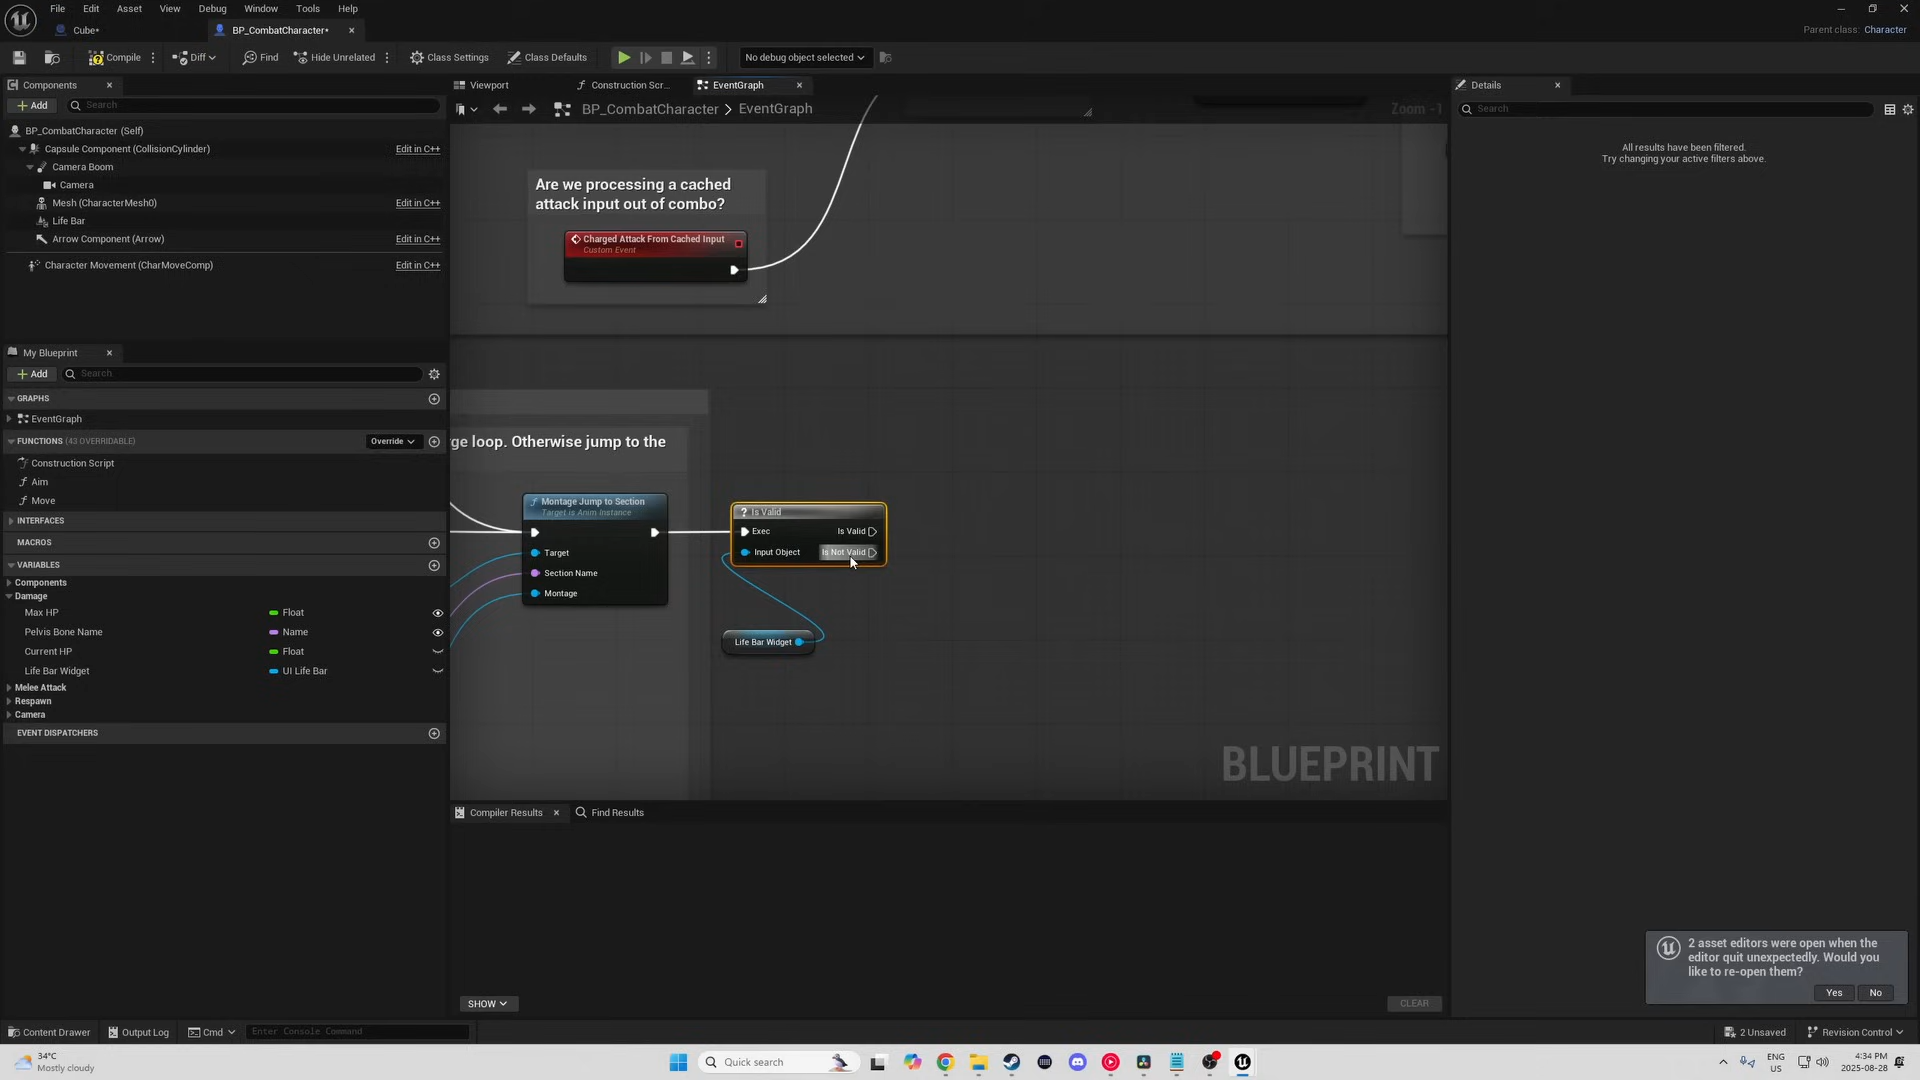 File Edit Asset View Window Debug Tools Help
Cube*
BP_CombatCharacter*
Parent class: Character
Compile
Diff
Find
Hide Unrelated
Class Settings
Class Defaults
No debug object selected
Components
Add
Search
BP_CombatCharacter (Self)
Capsule Component (CollisionCylinder) Edit in C++
Camera Boom
Camera
Mesh (CharacterMesh0) Edit in C++
Life Bar
Arrow Component (Arrow) Edit in C++
Character Movement (CharMoveComp) Edit in C++
My Blueprint
Add
Search
GRAPHS
EventGraph
FUNCTIONS (43 OVERRIDABLE) Override
Construction Script
Aim
Move
INTERFACES
MACROS
VARIABLES
Components
Damage
Max HP Float
Pelvis Bone Name Name
Current HP Float
Life Bar Widget UI Life Bar
Melee Attack
Respawn
Camera
EVENT DISPATCHERS
Viewport
Construction Scr...
EventGraph
BP_CombatCharacter > EventGraph
Zoom -1
Are we processing a cached
attack input out of combo?
Charged Attack From Cached Input
Custom Event
ge loop. Otherwise jump to the
Montage Jump to Section
Target is Anim Instance
Target
Section Name
Montage
Is Valid
Exec Is Valid
Input Object Is Not Valid
Life Bar Widget
BLUEPRINT
Compiler Results
Find Results
SHOW
CLEAR
Details
Search
All results have been filtered.
Try changing your active filters above.
2 asset editors were open when the
editor quit unexpectedly. Would you
like to re-open them?
Yes No
Content Drawer
Output Log
Cmd
Enter Console Command
2 Unsaved
Revision Control
34°C
Mostly cloudy
Quick search
ENG
US
4:34 PM
2025-08-28